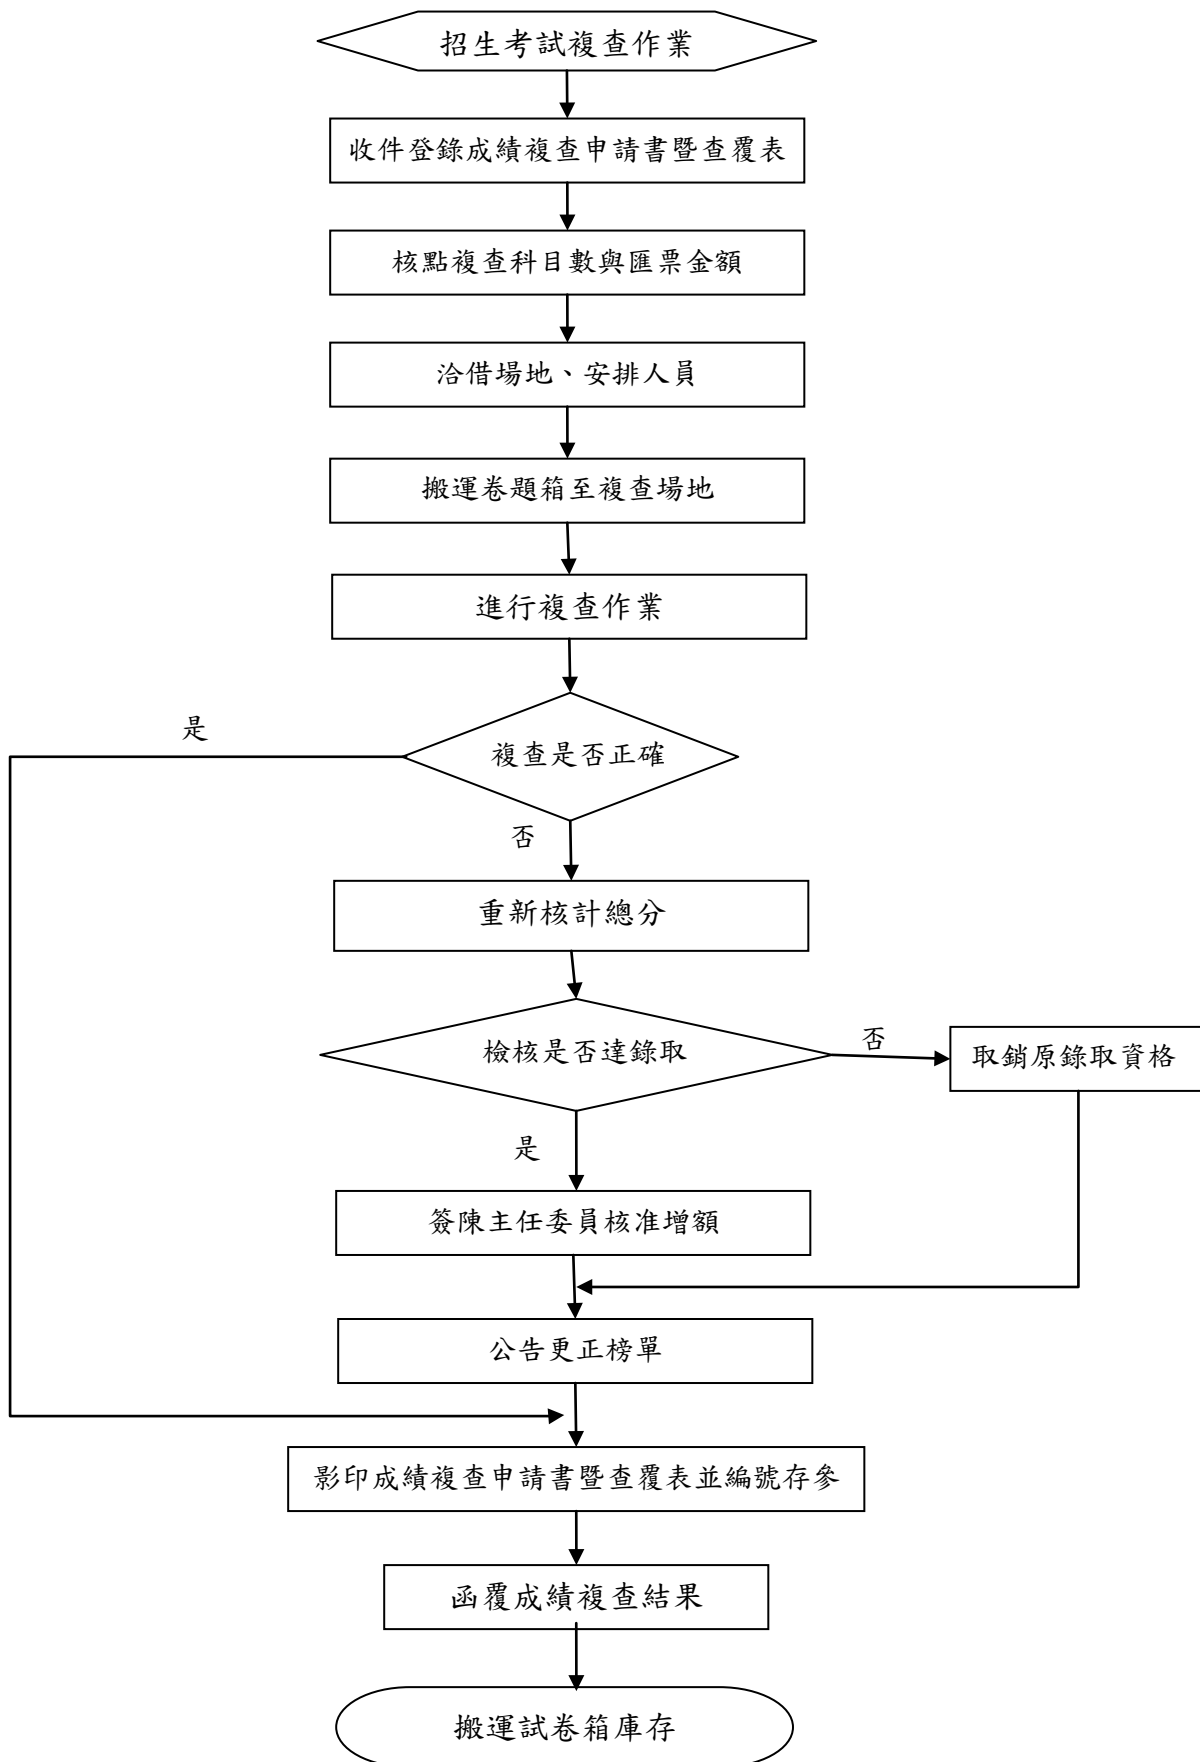 招生考試複查作業
收件登錄成績複查申請書暨查覆表
核點複查科目數與匯票金額
洽借場地、安排人員
搬運卷題箱至複查場地
進行複查作業
是
複查是否正確
否
重新核計總分
檢核是否達錄取
否
取銷原錄取資格
是
簽陳主任委員核准增額
公告更正榜單
影印成績複查申請書暨查覆表並編號存參
函覆成績複查結果
搬運試卷箱庫存